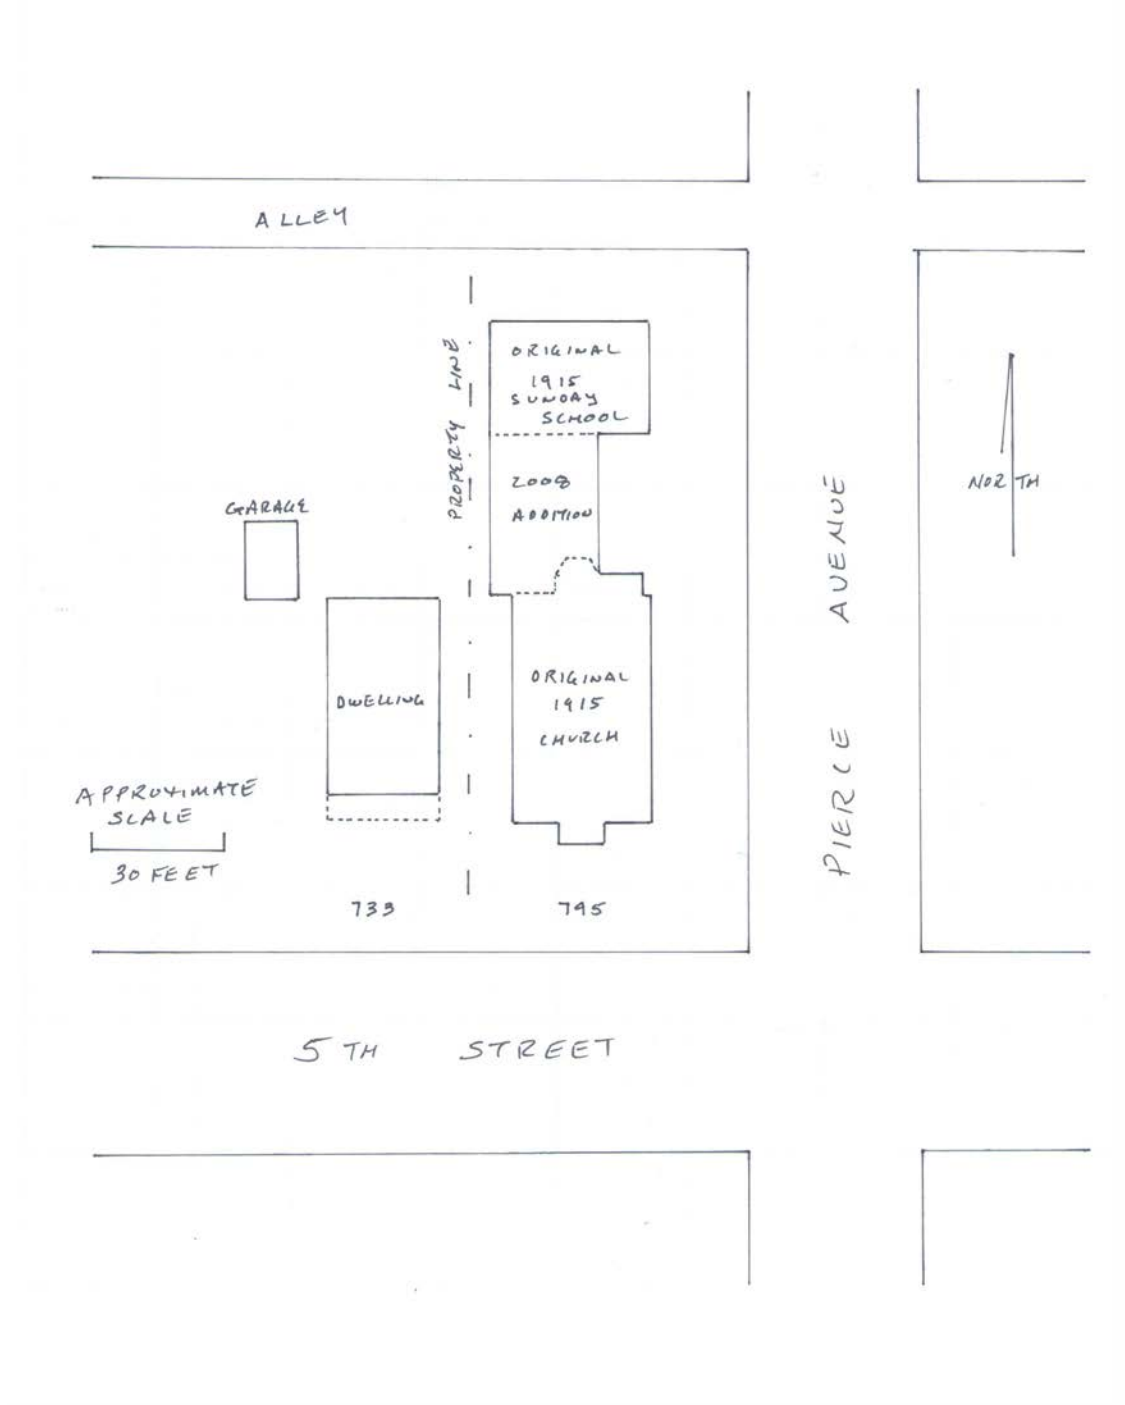 ALLEY
PROPERTY LINE
ORIGINAL
1915
SUNDAY
SCHOOL
2008
ADDITION
GARAGE
NORTH
PIERCE AVENUE
DWELLING
ORIGINAL
1915
CHURCH
APPROXIMATE
SCALE
30 FEET
733
745
5TH STREET